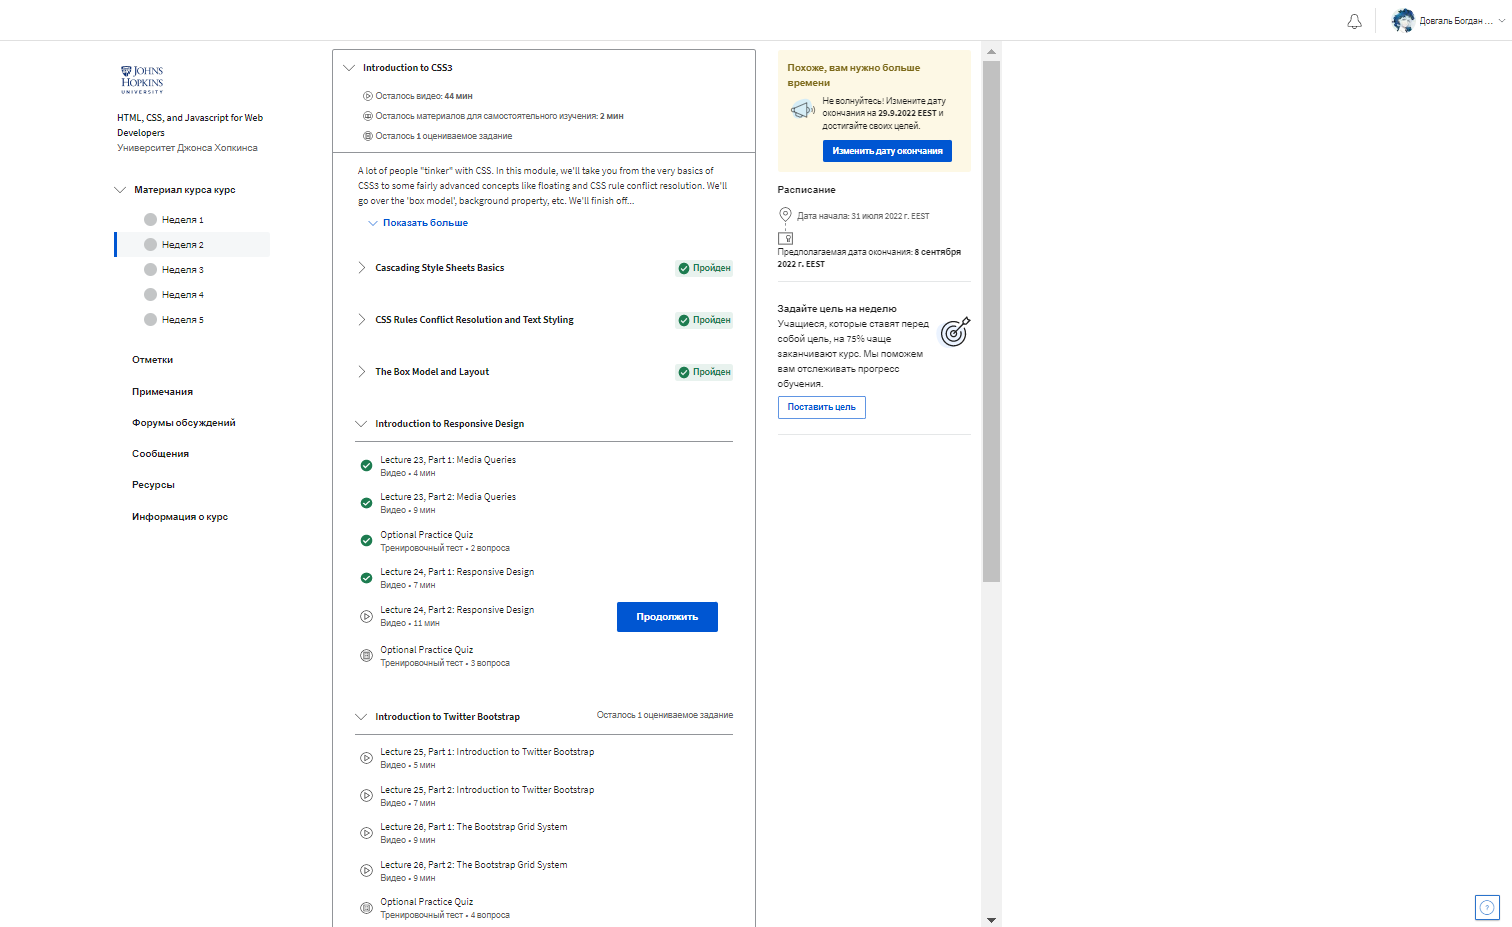 Довгаль Богдан ...
JOHNS
HOPKINS
UNIVERSITY
HTML, CSS, and Javascript for Web
Developers
Университет Джонса Хопкинса
Материал курса курс
Неделя 1
Неделя 2
Неделя 3
Неделя 4
Неделя 5
Отметки
Примечания
Форумы обсуждений
Сообщения
Ресурсы
Информация о курс
Introduction to CSS3
Осталось видео: 44 мин
Осталось материалов для самостоятельного изучения: 2 мин
Осталось 1 оцениваемое задание
A lot of people "tinker" with CSS. In this module, we'll take you from the very basics of
CSS3 to some fairly advanced concepts like floating and CSS rule conflict resolution. We'll
go over the 'box model', background property, etc. We'll finish off...
Показать больше
Cascading Style Sheets Basics
Пройден
CSS Rules Conflict Resolution and Text Styling
Пройден
The Box Model and Layout
Пройден
Introduction to Responsive Design
Lecture 23, Part 1: Media Queries
Видео • 4 мин
Lecture 23, Part 2: Media Queries
Видео • 9 мин
Optional Practice Quiz
Тренировочный тест • 2 вопроса
Lecture 24, Part 1: Responsive Design
Видео • 7 мин
Lecture 24, Part 2: Responsive Design
Видео • 11 мин
Продолжить
Optional Practice Quiz
Тренировочный тест • 3 вопроса
Introduction to Twitter Bootstrap
Осталось 1 оцениваемое задание
Lecture 25, Part 1: Introduction to Twitter Bootstrap
Видео • 5 мин
Lecture 25, Part 2: Introduction to Twitter Bootstrap
Видео • 7 мин
Lecture 26, Part 1: The Bootstrap Grid System
Видео • 9 мин
Lecture 26, Part 2: The Bootstrap Grid System
Видео • 9 мин
Optional Practice Quiz
Тренировочный тест • 4 вопроса
Похоже, вам нужно больше
времени
Не волнуйтесь! Измените дату
окончания на 29.9.2022 EEST и
достигайте своих целей.
Изменить дату окончания
Расписание
Дата начала: 31 июля 2022 г. EEST
Предполагаемая дата окончания: 8 сентября
2022 г. EEST
Задайте цель на неделю
Учащиеся, которые ставят перед
собой цель, на 75% чаще
заканчивают курс. Мы поможем
вам отслеживать прогресс
обучения.
Поставить цель
?